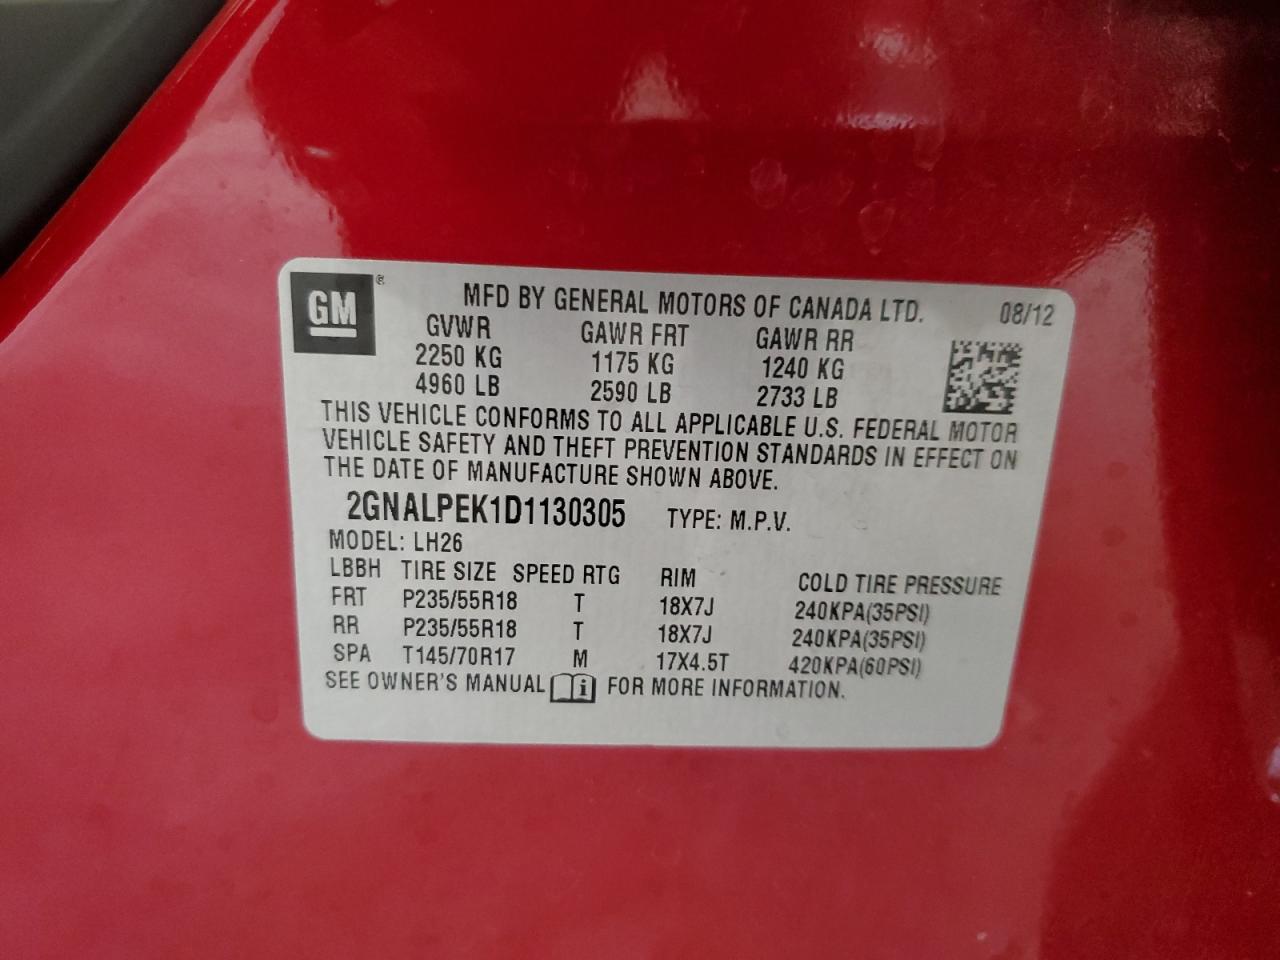 GM ® MFD BY GENERAL MOTORS OF CANADA LTD. 08/12
GVWR GAWR FRT GAWR RR
2250 KG 1175 KG 1240 KG
4960 LB 2590 LB 2733 LB
THIS VEHICLE CONFORMS TO ALL APPLICABLE U.S. FEDERAL MOTOR
VEHICLE SAFETY AND THEFT PREVENTION STANDARDS IN EFFECT ON
THE DATE OF MANUFACTURE SHOWN ABOVE.
2GNALPEK1D1130305 TYPE: M.P.V.
MODEL: LH26
LBBH TIRE SIZE SPEED RTG RIM COLD TIRE PRESSURE
FRT P235/55R18 T 18X7J 240KPA(35PSI)
RR P235/55R18 T 18X7J 240KPA(35PSI)
SPA T145/70R17 M 17X4.5T 420KPA(60PSI)
SEE OWNER'S MANUAL i FOR MORE INFORMATION.